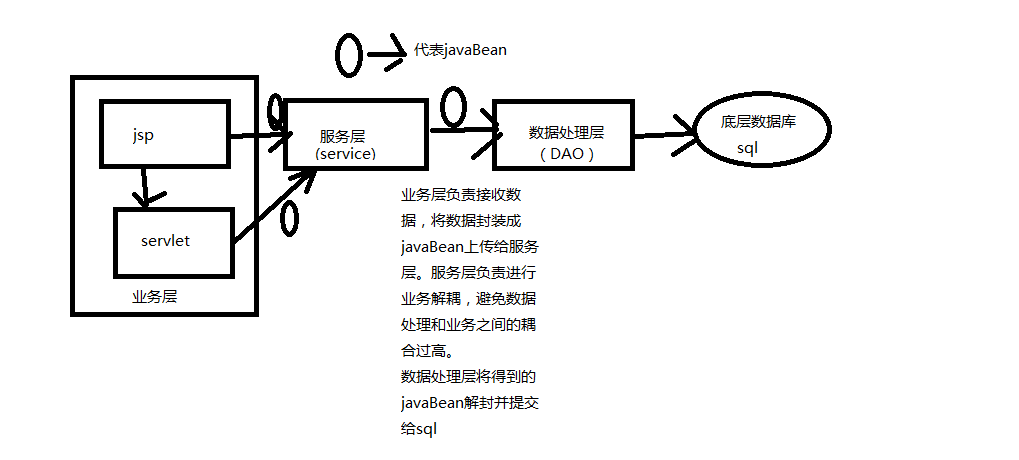 代表javaBean
jsp
servlet
业务层
服务层
(service)
数据处理层
（DAO）
底层数据库
sql
业务层负责接收数
据，将数据封装成
javaBean上传给服务
层。服务层负责进行
业务解耦，避免数据
处理和业务之间的耦
合过高。
数据处理层将得到的
javaBean解封并提交
给sql